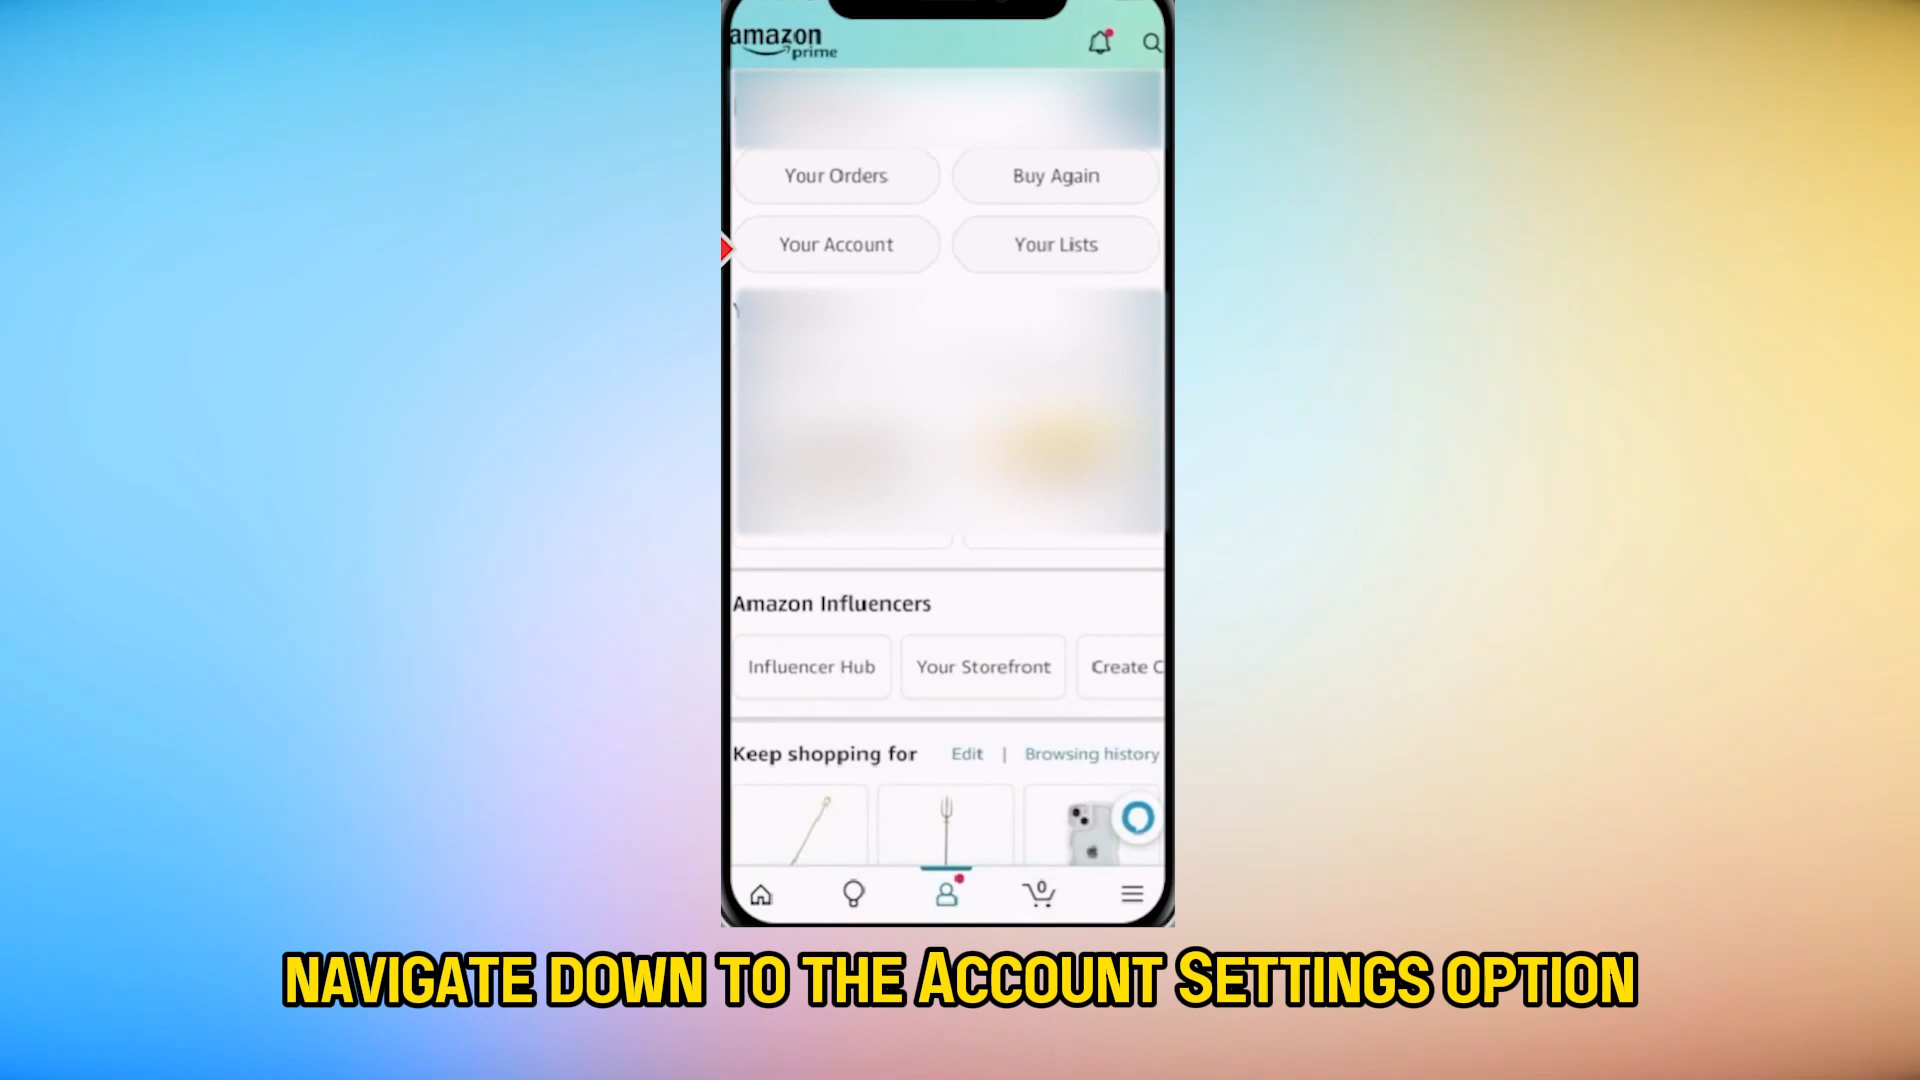 amazon
prime
Your Orders
Buy Again
Your Account
Your Lists
Amazon Influencers
Influencer Hub
Your Storefront
Create C
Keep shopping for
Edit | Browsing history
0
NAVIGATE DOWN TO THE ACCOUNT SETTINGS OPTION